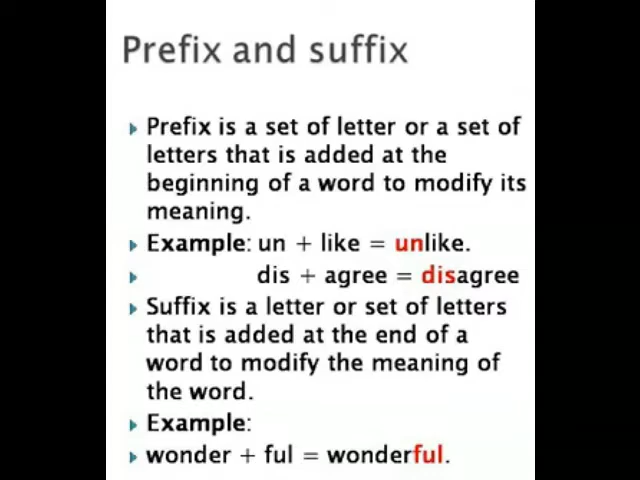 Prefix and suffix
Prefix is a set of letter or a set of
letters that is added at the
beginning of a word to modify its
meaning.
Example: un + like = unlike.
dis + agree = disagree
Suffix is a letter or set of letters
that is added at the end of a
word to modify the meaning of
the word.
Example:
wonder + ful = wonderful.